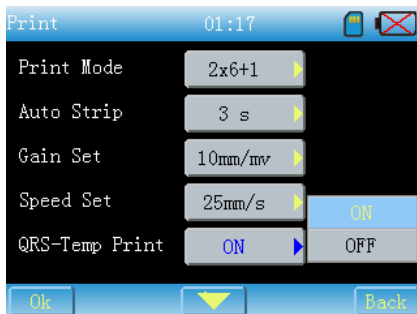 Print 01:17
Print Mode 2x6+1
Auto Strip 3 s
Gain Set 10mm/mv
Speed Set 25mm/s
ON
QRS-Temp Print ON OFF
Ok Back